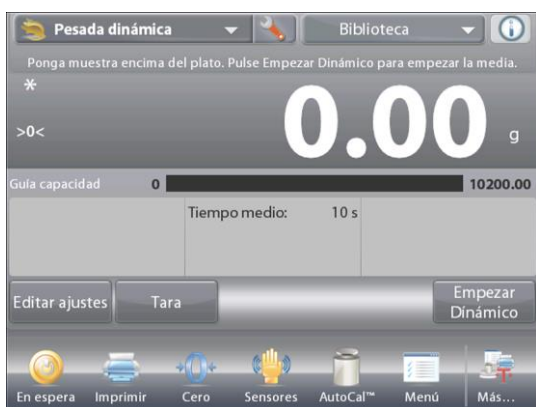 Pesada dinámica
Biblioteca
Ponga muestra encima del plato. Pulse Empezar Dinámico para empezar la media.
*
>0<
0.00 g
Guía capacidad 0 10200.00
Tiempo medio: 10 s
Editar ajustes
Tara
Empezar
Dinámico
En espera
Imprimir
Cero
Sensores
AutoCal™
Menú
Más...